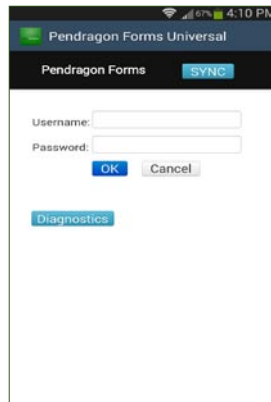 67% 4:10 PM
Pendragon Forms Universal
Pendragon Forms SYNC
Username:
Password:
OK Cancel
Diagnostics